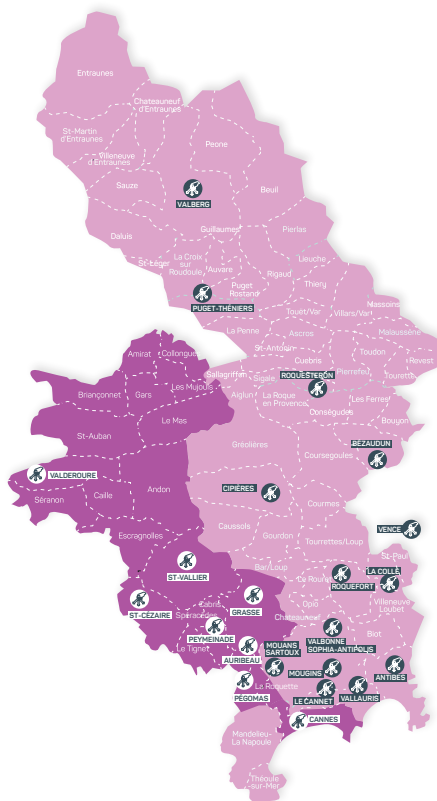 Entraunes
Chateauneuf
d'Entraunes
St-Martin
d'Entraunes
Villeneuve
d'Entraunes
Peone
Sauze
Beuil
VALBERG
Daluis
Guillaumes
Pierlas
St-Léger
La Croix
sur
Roudoule
Auvare
Lieuche
Rigaud
Thiery
Puget
Rostang
PUGET-THÉNIERS
Touët/Var
Villars/Var
Massoins
Malaussène
La Penne
Ascros
St-Antonin
Toudon
Revest
Cuébris
Amirat
Collongue
Sallagriffin
Sigale
ROQUESTERON
Pierrefeu
Tourette
Les Mujouls
Briançonnet
Gars
Aiglun
La Roque
en Provence
Conségudes
Les Ferres
Bouyon
Le Mas
St-Auban
Gréolières
Coursegoules
BÉZAUDUN
VALDEROURE
Séranon
Caille
Andon
CIPIÈRES
Courmes
Escragnolles
Caussols
Gourdon
Tourrettes/Loup
VENCE
St-Paul
ST-VALLIER
Bar/Loup
Le Rouret
LA COLLE
ROQUEFORT
ST-CÉZAIRE
Cabris
Spéracèdes
GRASSE
Opio
Chateauneuf
Villeneuve
Loubet
PEYMEINADE
Le Tignet
VALBONNE
SOPHIA-ANTIPOLIS
Biot
AURIBEAU
MOUANS
SARTOUX
MOUGINS
ANTIBES
PÉGOMAS
La Roquette
LE CANNET
VALLAURIS
CANNES
Mandelieu-
La Napoule
Théoule
-sur-Mer